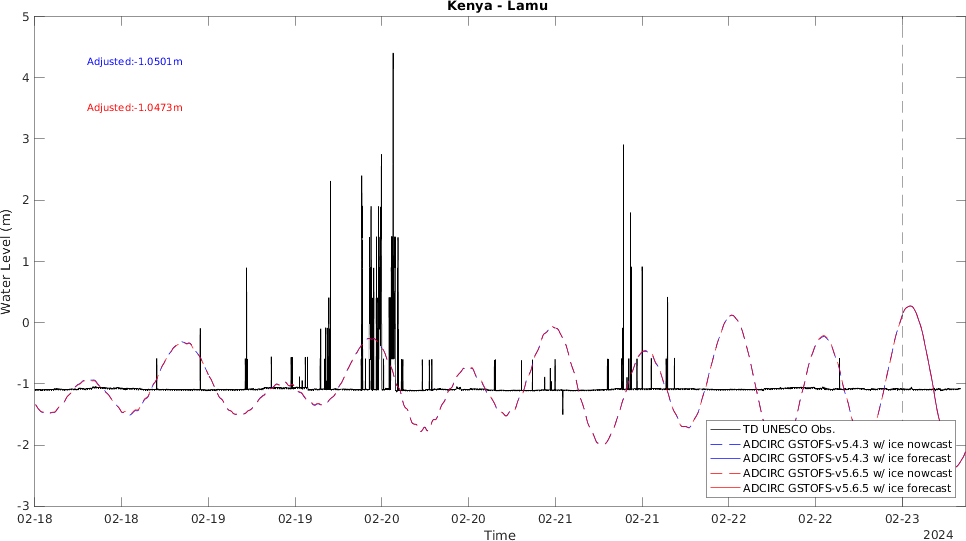 Kenya - Lamu
5
4
3
2
1
0
-1
-2
-3
Water Level (m)
Adjusted:-1.0501m
Adjusted:-1.0473m
TD UNESCO Obs.
ADCIRC GSTOFS-v5.4.3 w/ ice nowcast
ADCIRC GSTOFS-v5.4.3 w/ ice forecast
ADCIRC GSTOFS-v5.6.5 w/ ice nowcast
ADCIRC GSTOFS-v5.6.5 w/ ice forecast
02-18 02-18 02-19 02-19 02-20 02-20 02-21 02-21 02-22 02-22 02-23
Time
2024